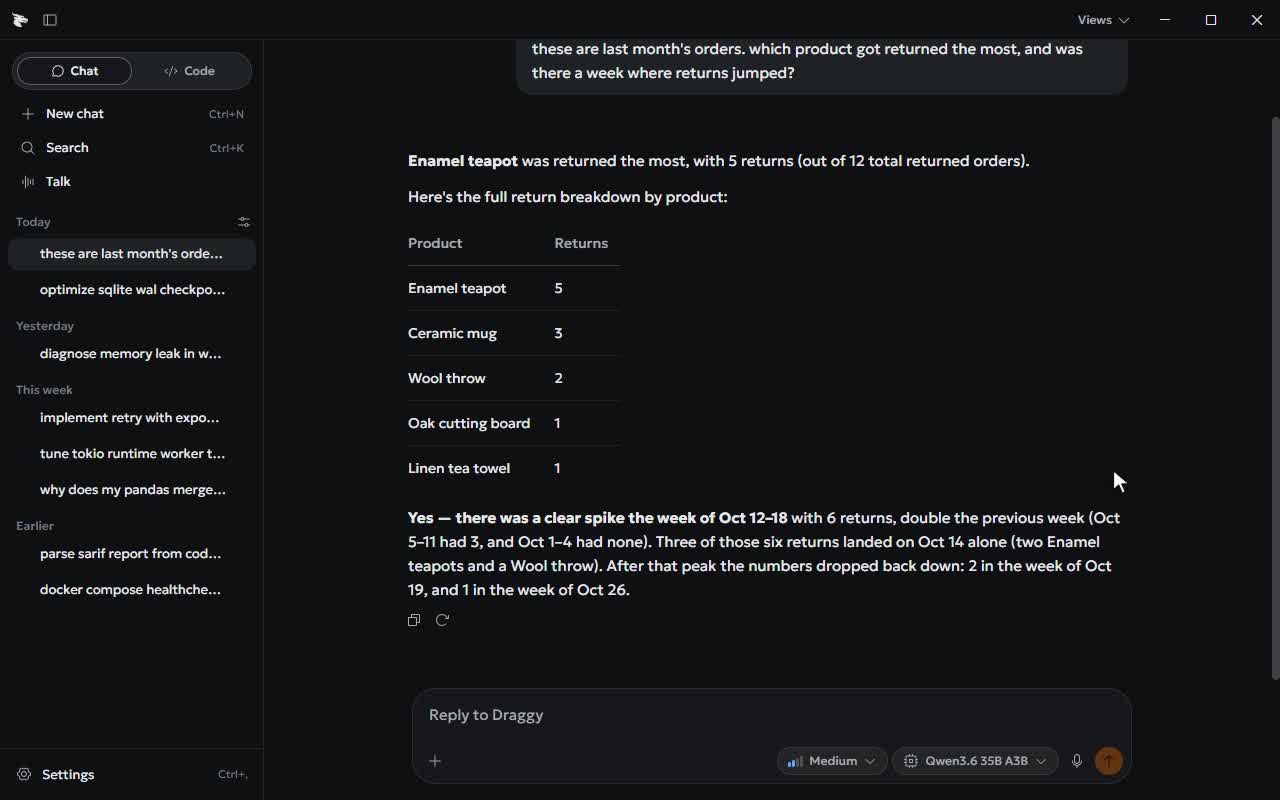 Views
Chat
Code
New chat Ctrl+N
Search Ctrl+K
Talk
Today
these are last month's orde...
optimize sqlite wal checkpo...
Yesterday
diagnose memory leak in w...
This week
implement retry with expo...
tune tokio runtime worker t...
why does my pandas merge...
Earlier
parse sarif report from cod...
docker compose healthche...
Settings Ctrl+,
these are last month's orders. which product got returned the most, and was
there a week where returns jumped?
Enamel teapot was returned the most, with 5 returns (out of 12 total returned orders).
Here's the full return breakdown by product:
Product Returns
Enamel teapot 5
Ceramic mug 3
Wool throw 2
Oak cutting board 1
Linen tea towel 1
Yes — there was a clear spike the week of Oct 12–18 with 6 returns, double the previous week (Oct
5–11 had 3, and Oct 1–4 had none). Three of those six returns landed on Oct 14 alone (two Enamel
teapots and a Wool throw). After that peak the numbers dropped back down: 2 in the week of Oct
19, and 1 in the week of Oct 26.
Reply to Draggy
Medium
Qwen3.6 35B A3B